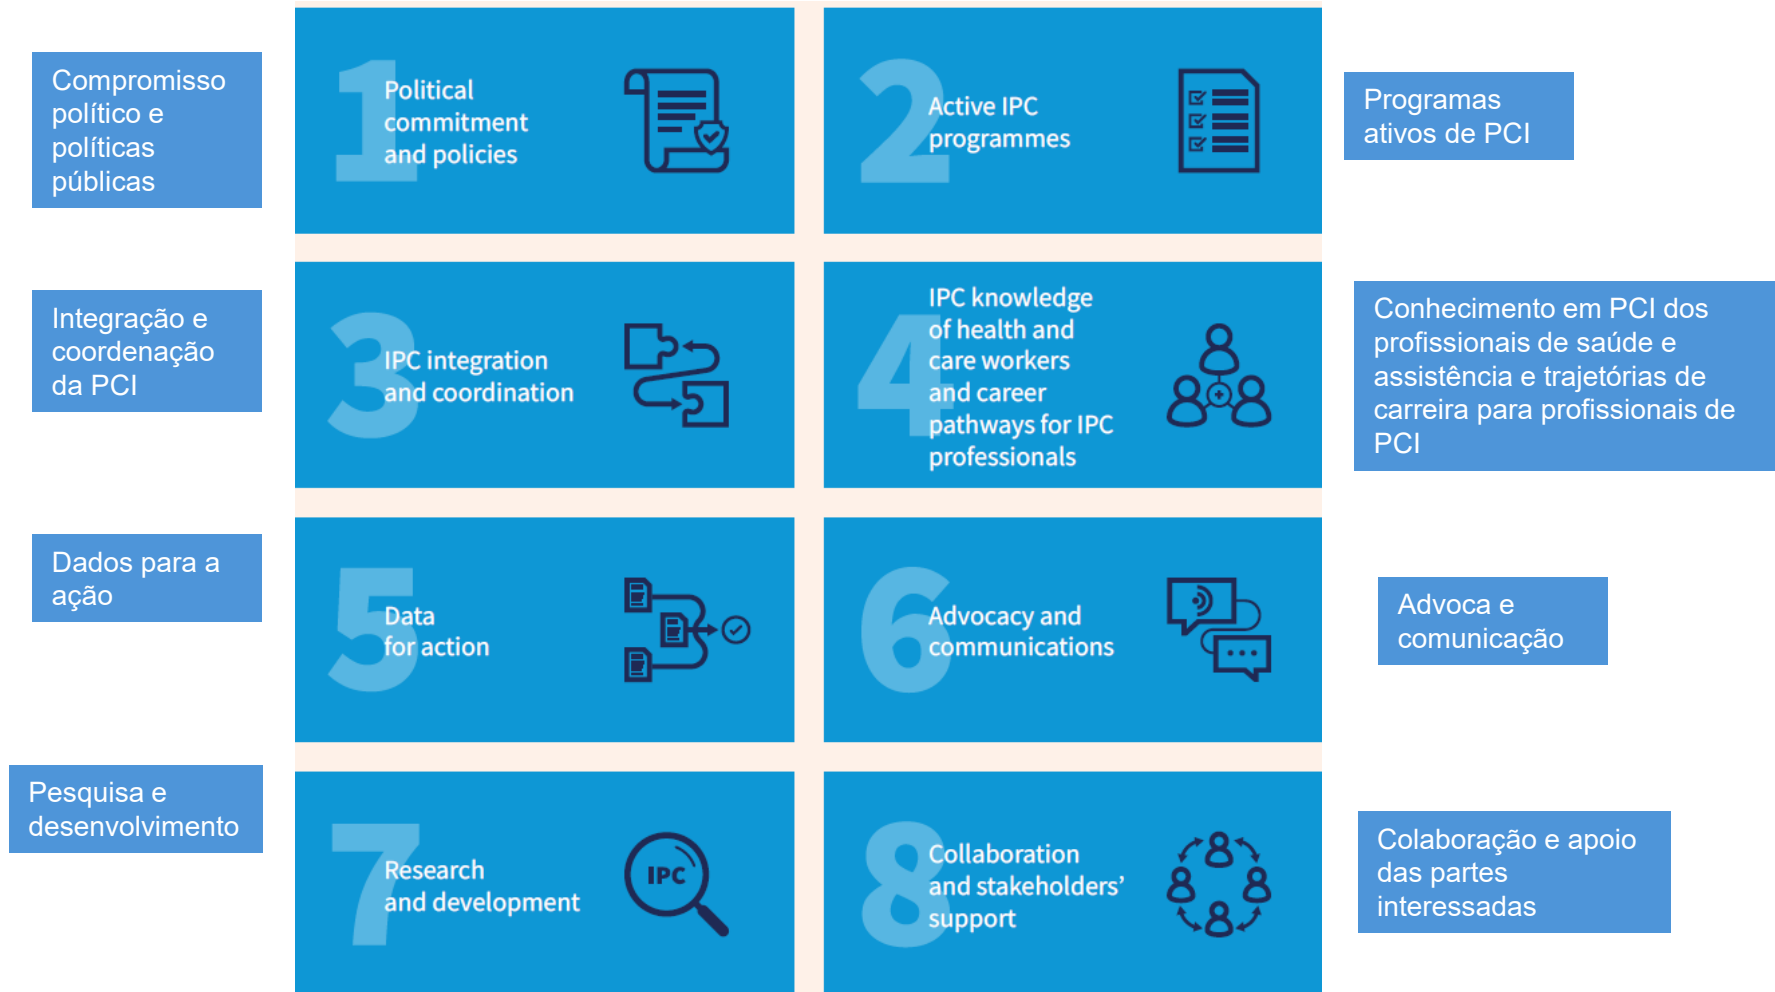 Compromisso
político e
políticas
públicas
1
Political
commitment
and policies
2
Active IPC
programmes
Programas
ativos de PCI
Integração e
coordenação
da PCI
3
IPC integration
and coordination
4
IPC knowledge
of health and
care workers
and career
pathways for IPC
professionals
Conhecimento em PCI dos
profissionais de saúde e
assistência e trajetórias de
carreira para profissionais de
PCI
Dados para a
ação
5
Data
for action
6
Advocacy and
communications
Advoca e
comunicação
Pesquisa e
desenvolvimento
7
Research
and development
IPC
8
Collaboration
and stakeholders’
support
Colaboração e apoio
das partes
interessadas